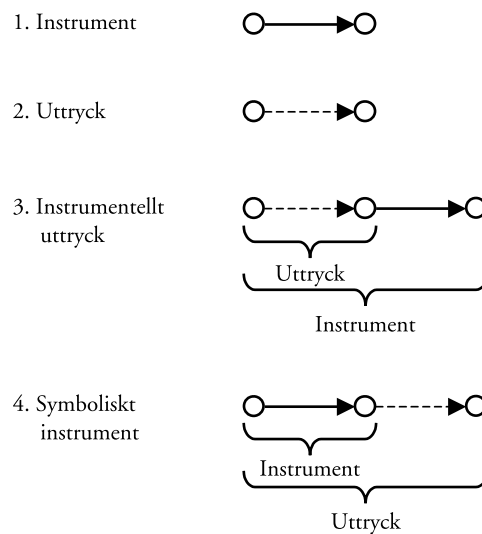 1. Instrument
2. Uttryck
3. Instrumentellt
uttryck
Uttryck
Instrument
4. Symboliskt
instrument
Instrument
Uttryck